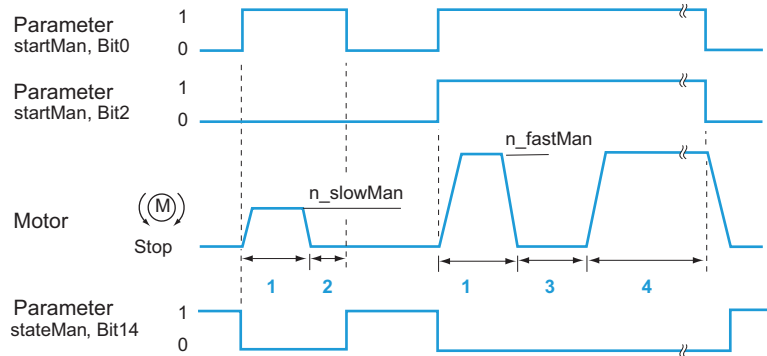 Parameter
startMan, Bit0
1
0
Parameter
startMan, Bit2
1
0
n_fastMan
n_slowMan
Motor
M
Stop
1
2
1
3
4
Parameter
stateMan, Bit14
1
0